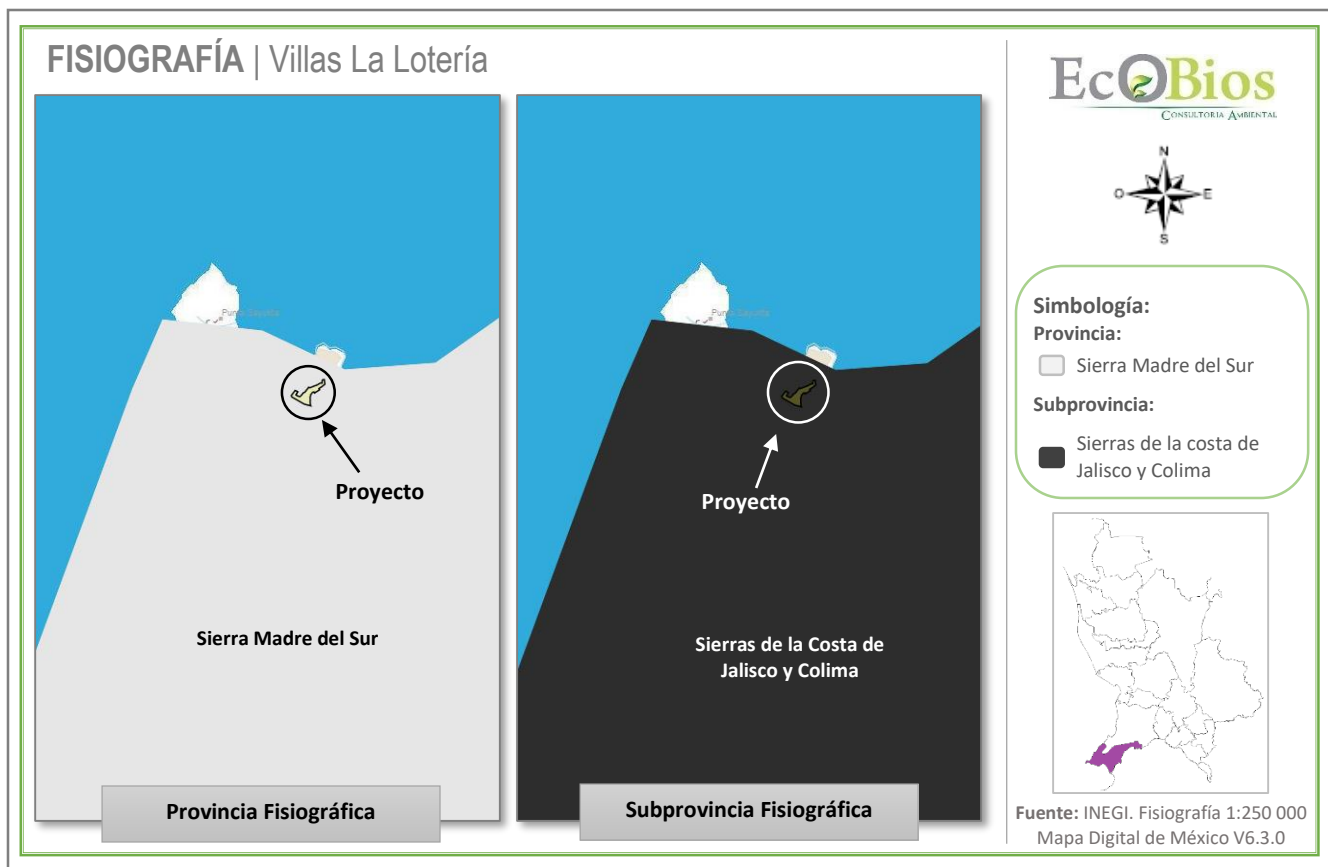 FISIOGRAFÍA | Villas La Lotería
Proyecto
Sierra Madre del Sur
Provincia Fisiográfica
Proyecto
Sierras de la Costa de
Jalisco y Colima
Subprovincia Fisiográfica
EcOBios
CONSULTORIA AMBIENTAL
N
O
E
S
Simbología:
Provincia:
Sierra Madre del Sur
Subprovincia:
Sierras de la costa de
Jalisco y Colima
Fuente: INEGI. Fisiografía 1:250 000
Mapa Digital de México V6.3.0